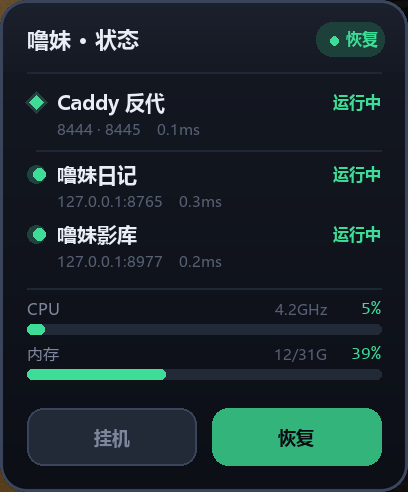 噜妹 · 状态 恢复
Caddy 反代 运行中
8444 · 8445 0.1ms
噜妹日记 运行中
127.0.0.1:8765 0.3ms
噜妹影库 运行中
127.0.0.1:8977 0.2ms
CPU 4.2GHz 5%
内存 12/31G 39%
挂机 恢复